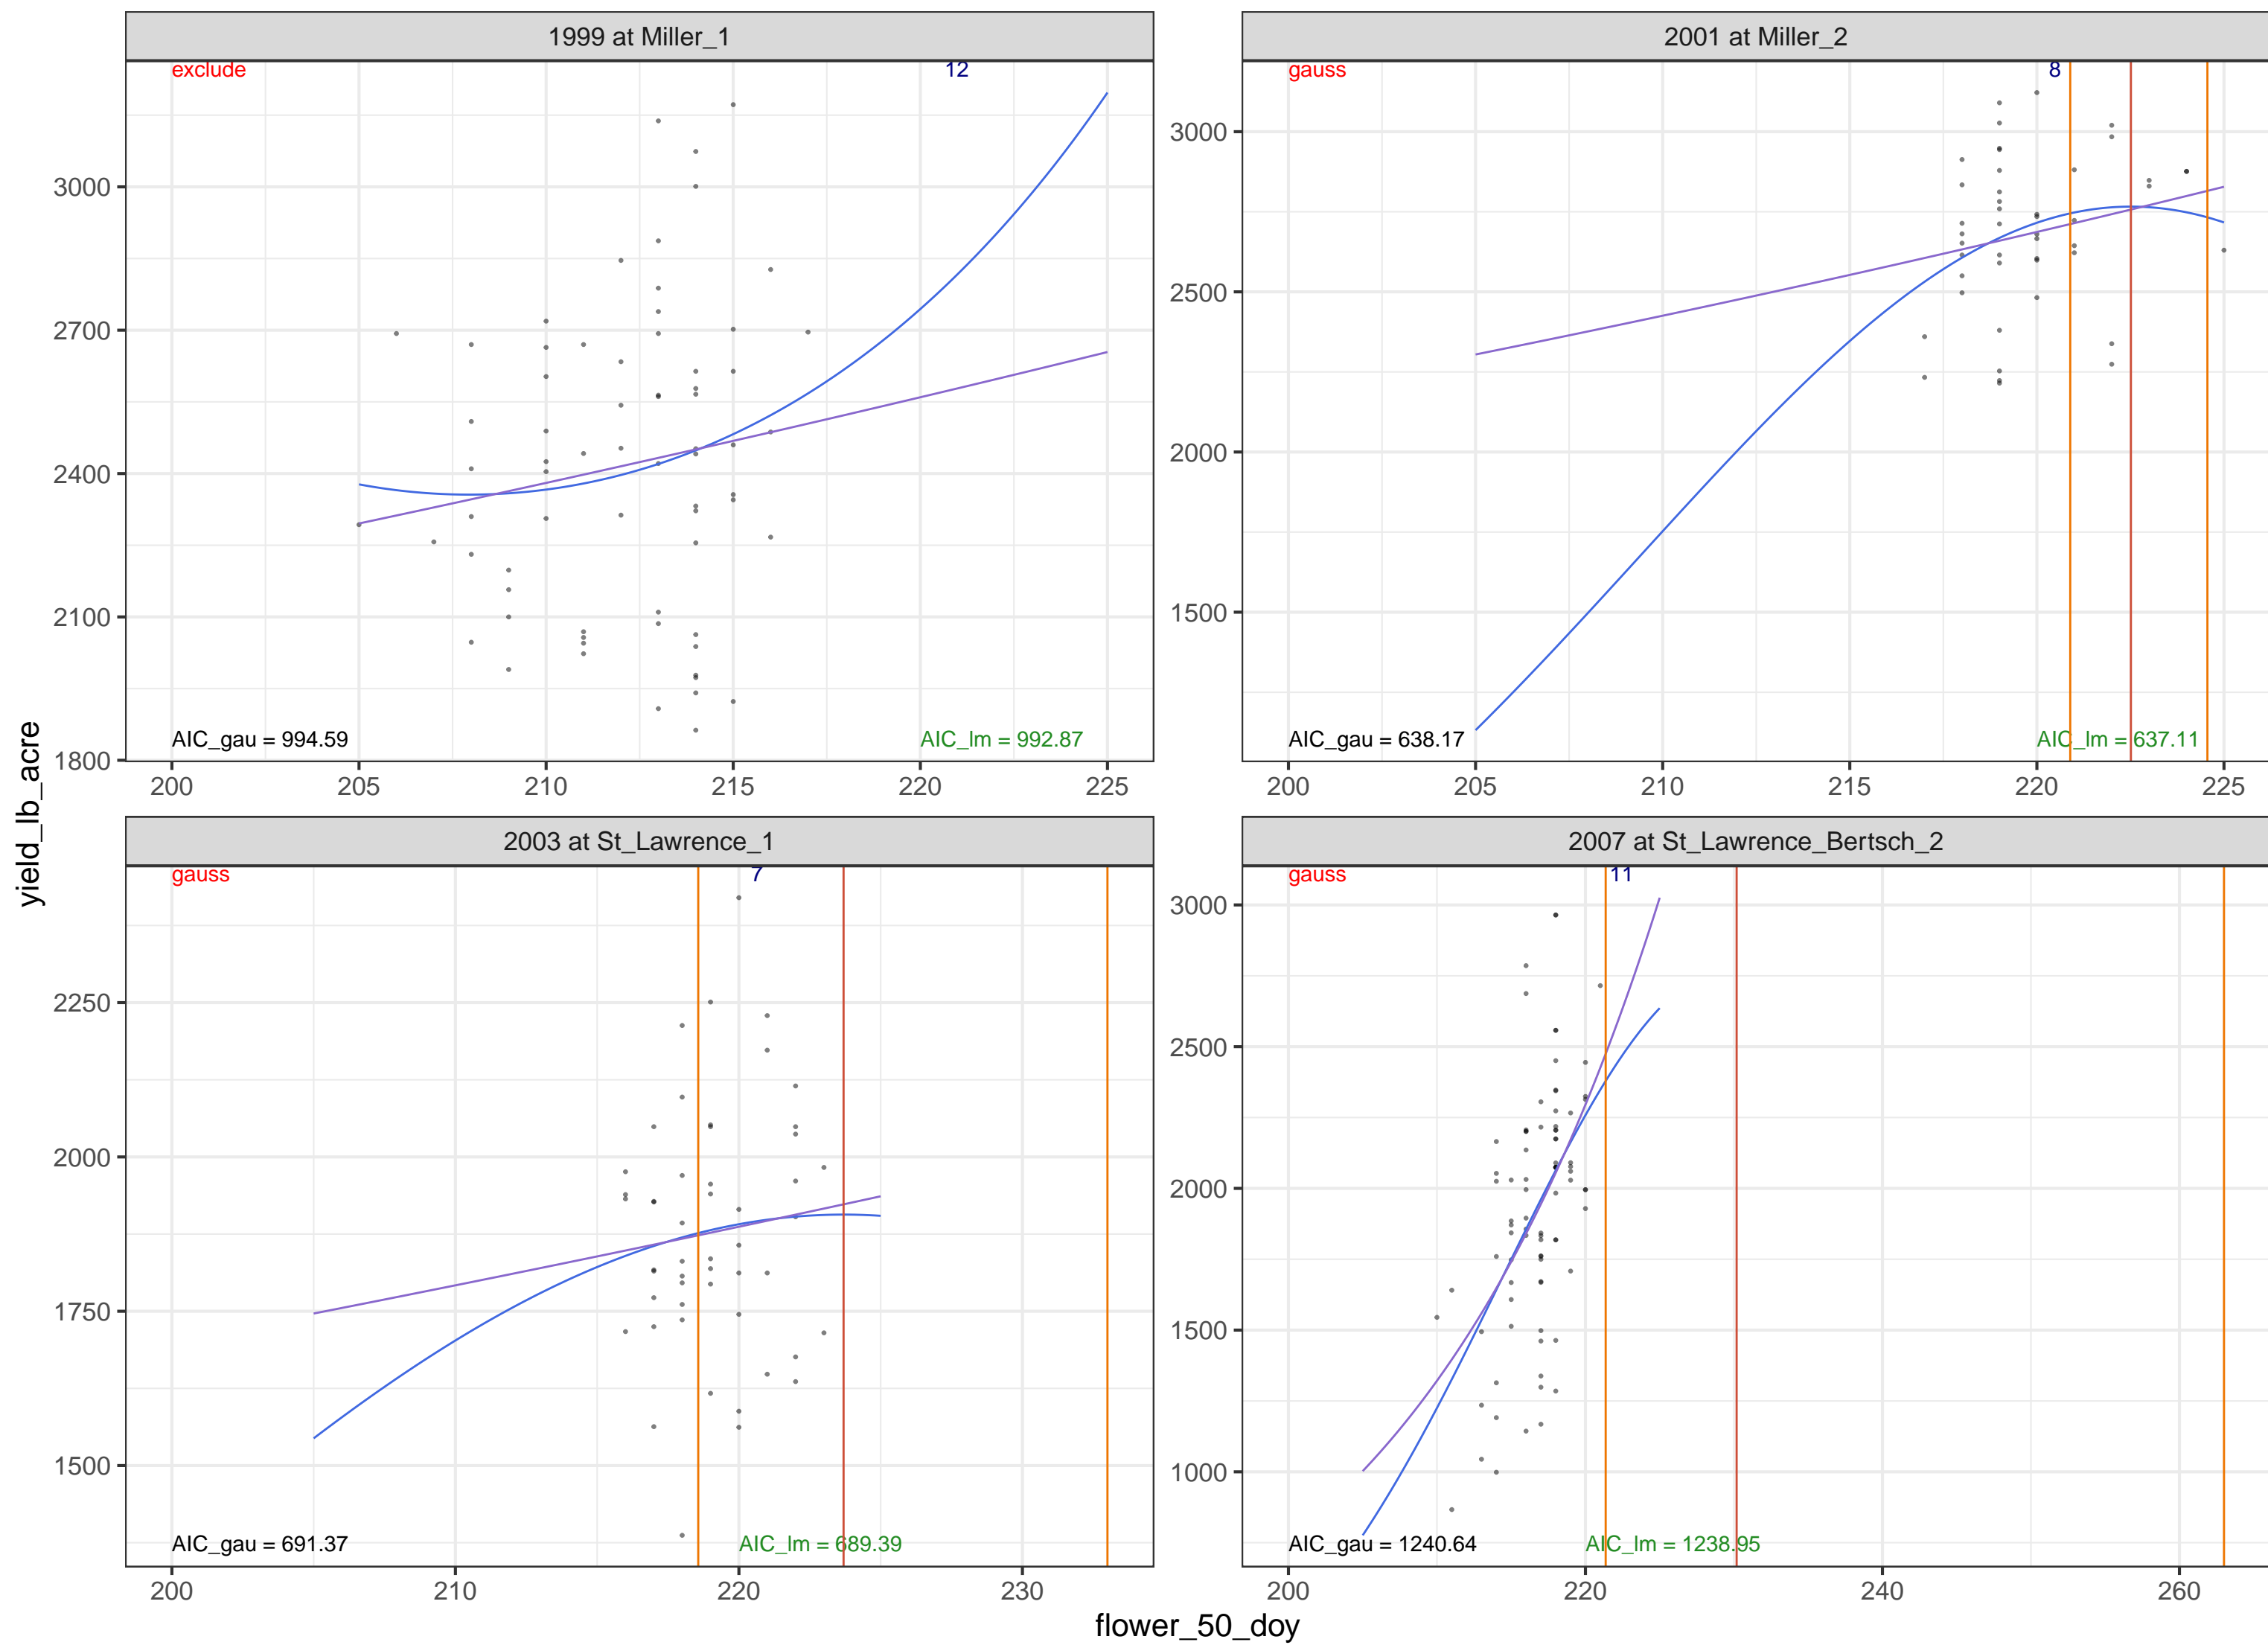 1999 at Miller_1
exclude
12
3000
2700
2400
2100
1800
AIC_gau = 994.59
AIC_lm = 992.87
200 205 210 215 220 225
2001 at Miller_2
gauss
8
3000
2500
2000
1500
AIC_gau = 638.17
AIC_lm = 637.11
200 205 210 215 220 225
yield_lb_acre
2003 at St_Lawrence_1
gauss
7
2250
2000
1750
1500
AIC_gau = 691.37
AIC_lm = 689.39
200 210 220 230
2007 at St_Lawrence_Bertsch_2
gauss
11
3000
2500
2000
1500
1000
AIC_gau = 1240.64
AIC_lm = 1238.95
200 220 240 260
flower_50_doy